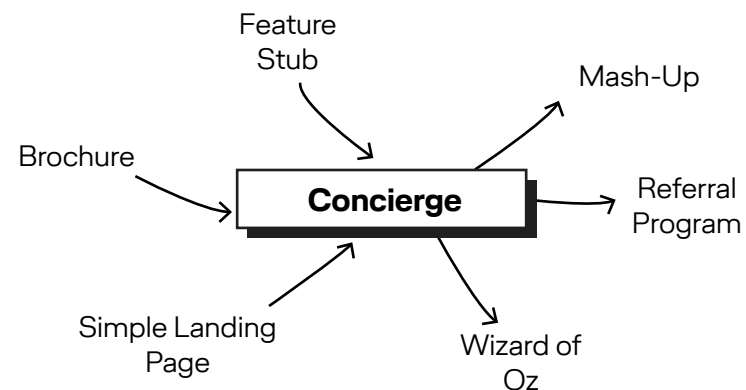 Feature
Stub
Mash-Up
Brochure
Concierge
Referral
Program
Simple Landing
Page
Wizard of
Oz